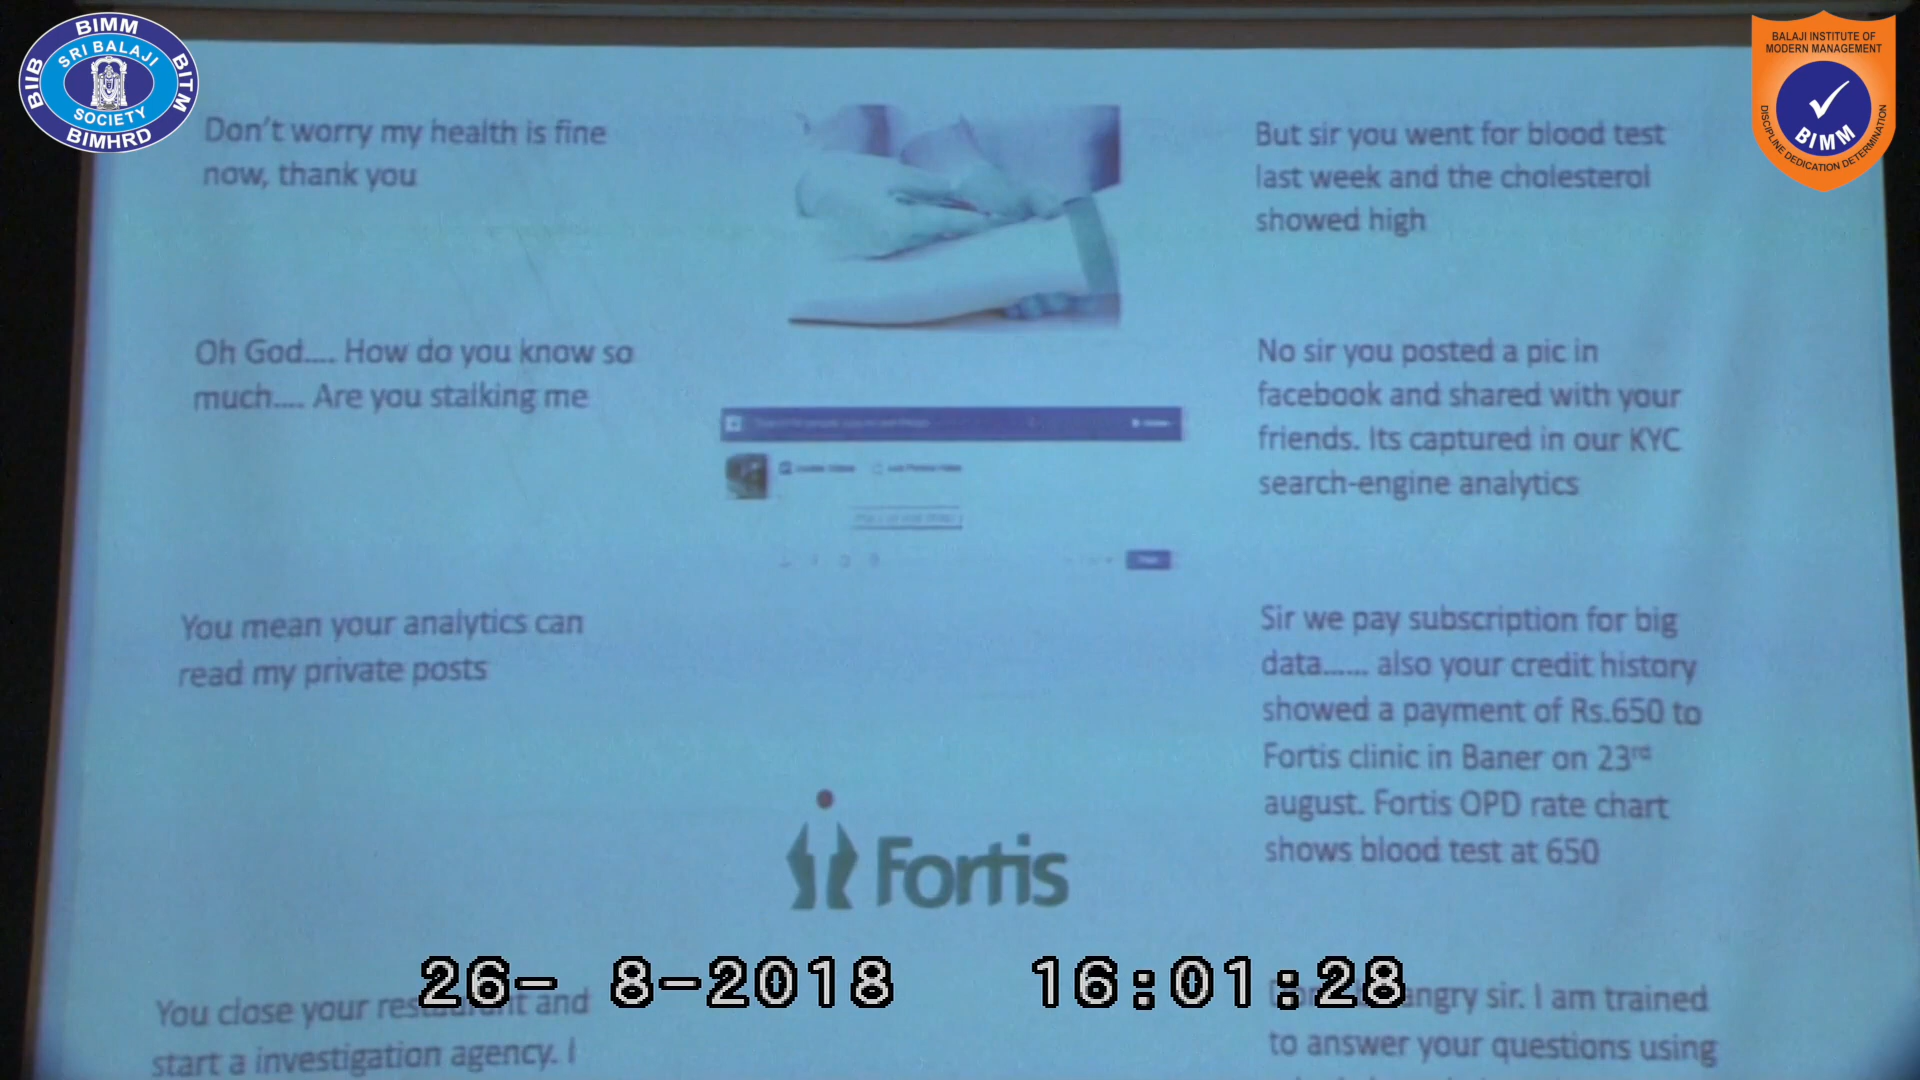 BIMM
SRI BALAJI
BIIB
BITM
SOCIETY
BIMHRD
BALAJI INSTITUTE OF
MODERN MANAGEMENT
BIMM
DISCIPLINE DEDICATION DETERMINATION
Don't worry my health is fine
now, thank you
But sir you went for blood test
last week and the cholesterol
showed high
Oh God.... How do you know so
much.... Are you stalking me
No sir you posted a pic in
facebook and shared with your
friends. Its captured in our KYC
search-engine analytics
You mean your analytics can
read my private posts
Sir we pay subscription for big
data...... also your credit history
showed a payment of Rs.650 to
Fortis clinic in Baner on 23rd
august. Fortis OPD rate chart
shows blood test at 650
Fortis
26- 8-2018 16:01:28
You close your restaurant and
start a investigation agency. I
angry sir. I am trained
to answer your questions using